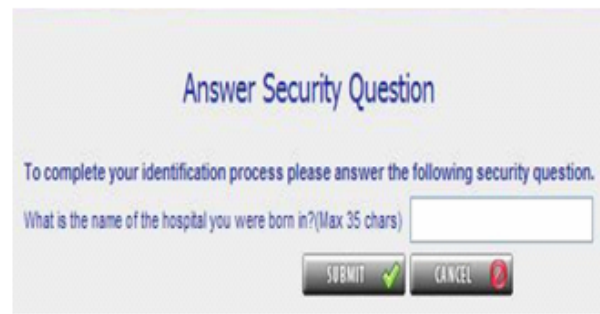 Answer Security Question
To complete your identification process please answer the following security question.
What is the name of the hospital you were born in?(Max 35 chars)
SUBMIT CANCEL